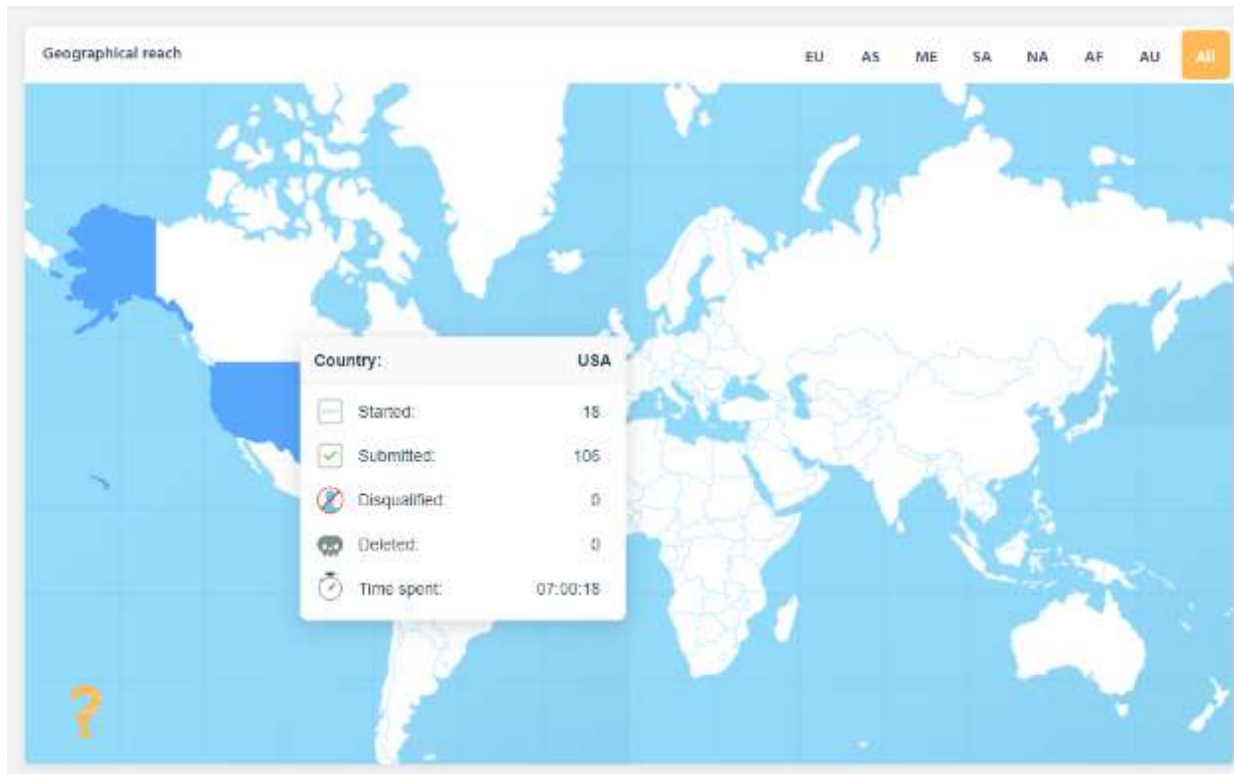 Geographical reach
EU AS ME SA NA AF AU All
Country: USA
Started: 18
Submitted: 106
Disqualified: 0
Deleted: 0
Time spent: 07:00:18
?